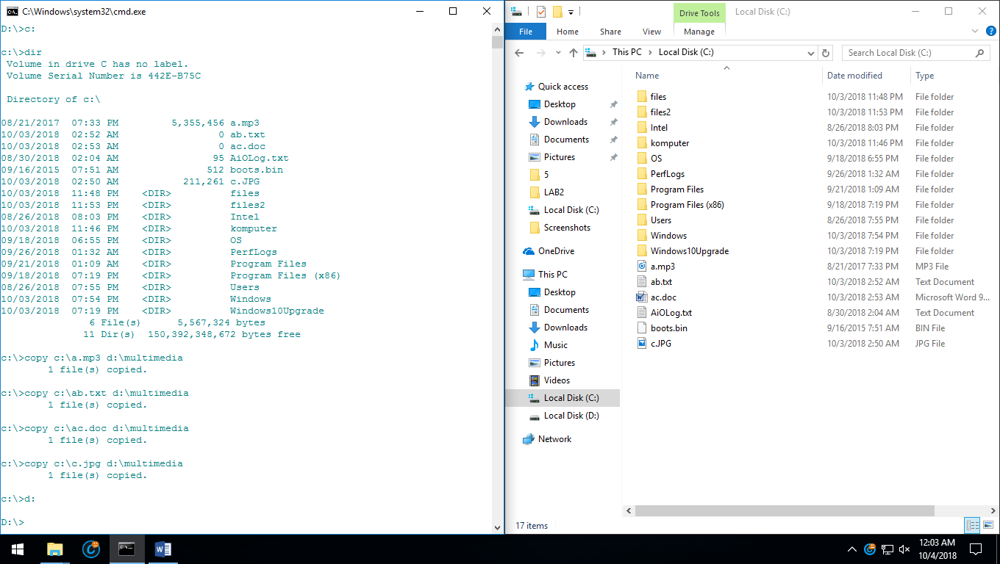 C:\Windows\system32\cmd.exe
D:\>c:
c:\>dir
 Volume in drive C has no label.
 Volume Serial Number is 442E-B75C
 Directory of c:\
08/21/2017  07:33 PM         5,355,456 a.mp3
10/03/2018  02:52 AM                 0 ab.txt
10/03/2018  02:53 AM                 0 ac.doc
08/30/2018  02:04 AM                95 AiOLog.txt
09/16/2015  07:51 AM               512 boots.bin
10/03/2018  02:50 AM           211,261 c.JPG
10/03/2018  11:48 PM    <DIR>          files
10/03/2018  11:53 PM    <DIR>          files2
08/26/2018  08:03 PM    <DIR>          Intel
10/03/2018  11:46 PM    <DIR>          komputer
09/18/2018  06:55 PM    <DIR>          OS
09/26/2018  01:32 AM    <DIR>          PerfLogs
09/21/2018  01:09 AM    <DIR>          Program Files
09/18/2018  07:19 PM    <DIR>          Program Files (x86)
08/26/2018  07:55 PM    <DIR>          Users
10/03/2018  07:54 PM    <DIR>          Windows
10/03/2018  07:19 PM    <DIR>          Windows10Upgrade
               6 File(s)      5,567,324 bytes
              11 Dir(s)  150,392,348,672 bytes free
c:\>copy c:\a.mp3 d:\multimedia
        1 file(s) copied.
c:\>copy c:\ab.txt d:\multimedia
        1 file(s) copied.
c:\>copy c:\ac.doc d:\multimedia
        1 file(s) copied.
c:\>copy c:\c.jpg d:\multimedia
        1 file(s) copied.
c:\>d:
D:\>
Drive Tools Local Disk (C:)
File Home Share View Manage
This PC Local Disk (C:) Search Local Disk (C:)
Quick access
Desktop
Downloads
Documents
Pictures
5
LAB2
Local Disk (C:)
Screenshots
OneDrive
This PC
Desktop
Documents
Downloads
Music
Pictures
Videos
Local Disk (C:)
Local Disk (D:)
Network
Name Date modified Type
files 10/3/2018 11:48 PM File folder
files2 10/3/2018 11:53 PM File folder
Intel 8/26/2018 8:03 PM File folder
komputer 10/3/2018 11:46 PM File folder
OS 9/18/2018 6:55 PM File folder
PerfLogs 9/26/2018 1:32 AM File folder
Program Files 9/21/2018 1:09 AM File folder
Program Files (x86) 9/18/2018 7:19 PM File folder
Users 8/26/2018 7:55 PM File folder
Windows 10/3/2018 7:54 PM File folder
Windows10Upgrade 10/3/2018 7:19 PM File folder
a.mp3 8/21/2017 7:33 PM MP3 File
ab.txt 10/3/2018 2:52 AM Text Document
ac.doc 10/3/2018 2:53 AM Microsoft Word 9...
AiOLog.txt 8/30/2018 2:04 AM Text Document
boots.bin 9/16/2015 7:51 AM BIN File
c.JPG 10/3/2018 2:50 AM JPG File
17 items
12:03 AM
10/4/2018